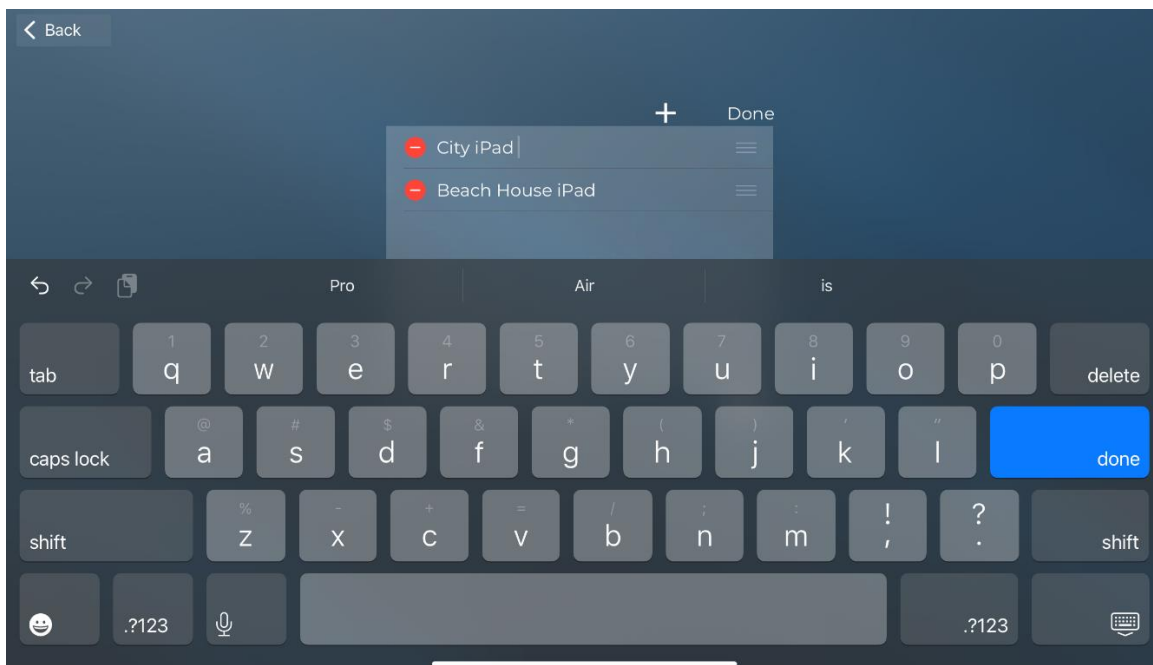 Back
Done
City iPad
Beach House iPad
Pro Air is
1 2 3 4 5 6 7 8 9 0
tab q w e r t y u i o p delete
@ # $ & * ( ) ' "
caps lock a s d f g h j k l done
% - + = / ; : ! ?
shift z x c v b n m , . shift
.?123 .?123